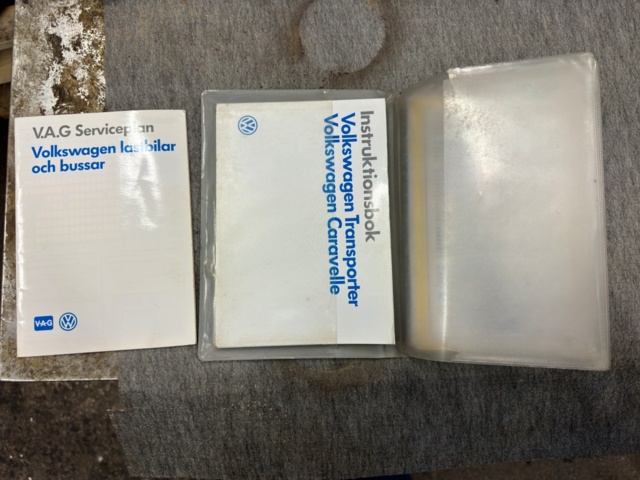 V.A.G Serviceplan
Volkswagen lastbilar
och bussar
V·A·G
Instruktionsbok
Volkswagen Transporter
Volkswagen Caravelle